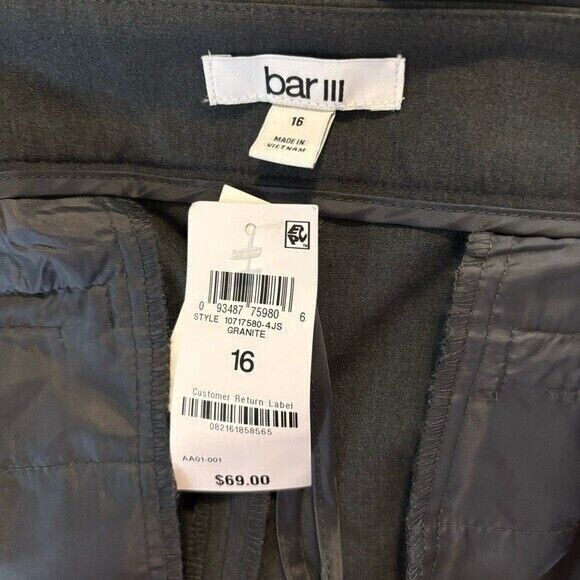 bar III
16
MADE IN
VIETNAM
0 93487 75980 6
STYLE 10717580-4JS
GRANITE
16
Customer Return Label
082161858565
AA01-001
$69.00